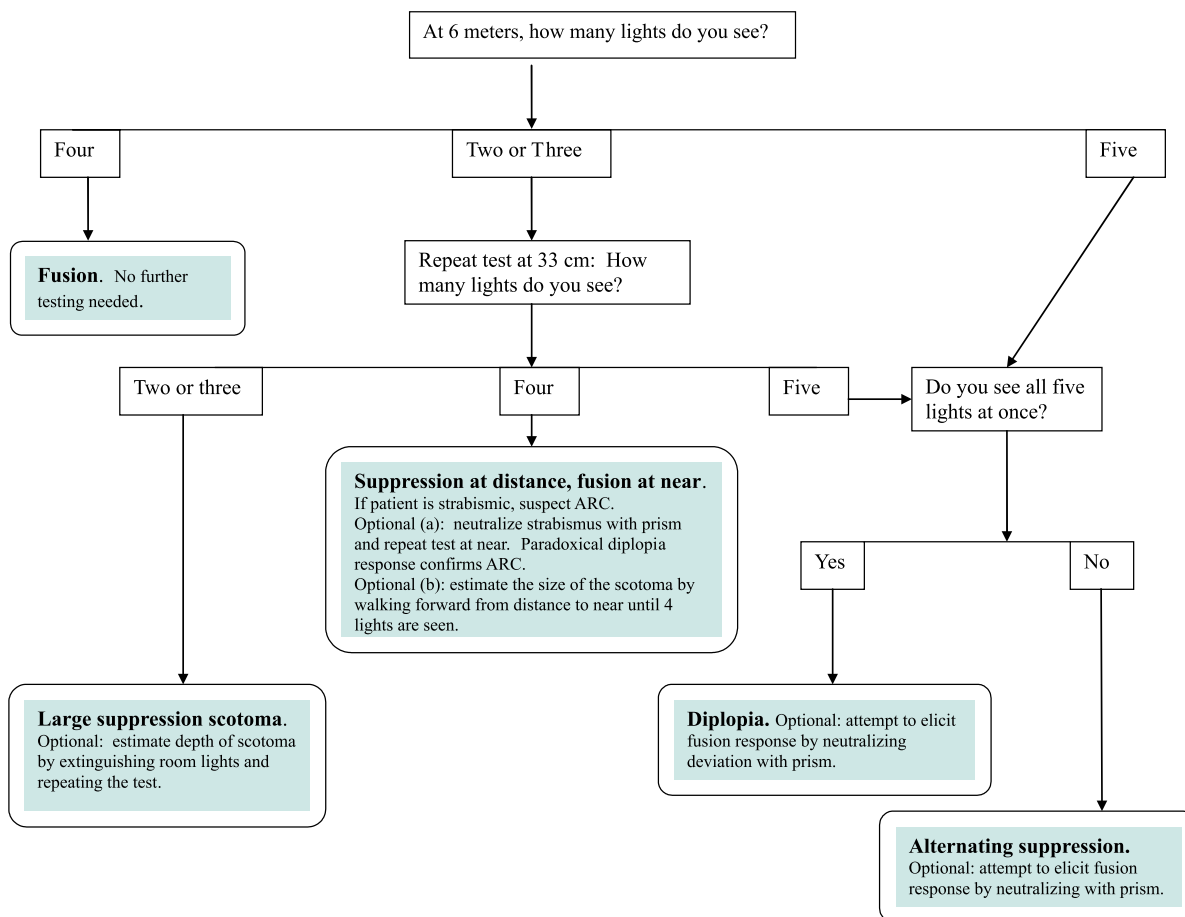 At 6 meters, how many lights do you see?
Four
Two or Three
Five
Fusion. No further
testing needed.
Repeat test at 33 cm: How
many lights do you see?
Two or three
Four
Five
Do you see all five
lights at once?
Suppression at distance, fusion at near.
If patient is strabismic, suspect ARC.
Optional (a): neutralize strabismus with prism
and repeat test at near. Paradoxical diplopia
response confirms ARC.
Optional (b): estimate the size of the scotoma by
walking forward from distance to near until 4
lights are seen.
Yes
No
Large suppression scotoma.
Optional: estimate depth of scotoma
by extinguishing room lights and
repeating the test.
Diplopia. Optional: attempt to elicit
fusion response by neutralizing
deviation with prism.
Alternating suppression.
Optional: attempt to elicit fusion
response by neutralizing with prism.